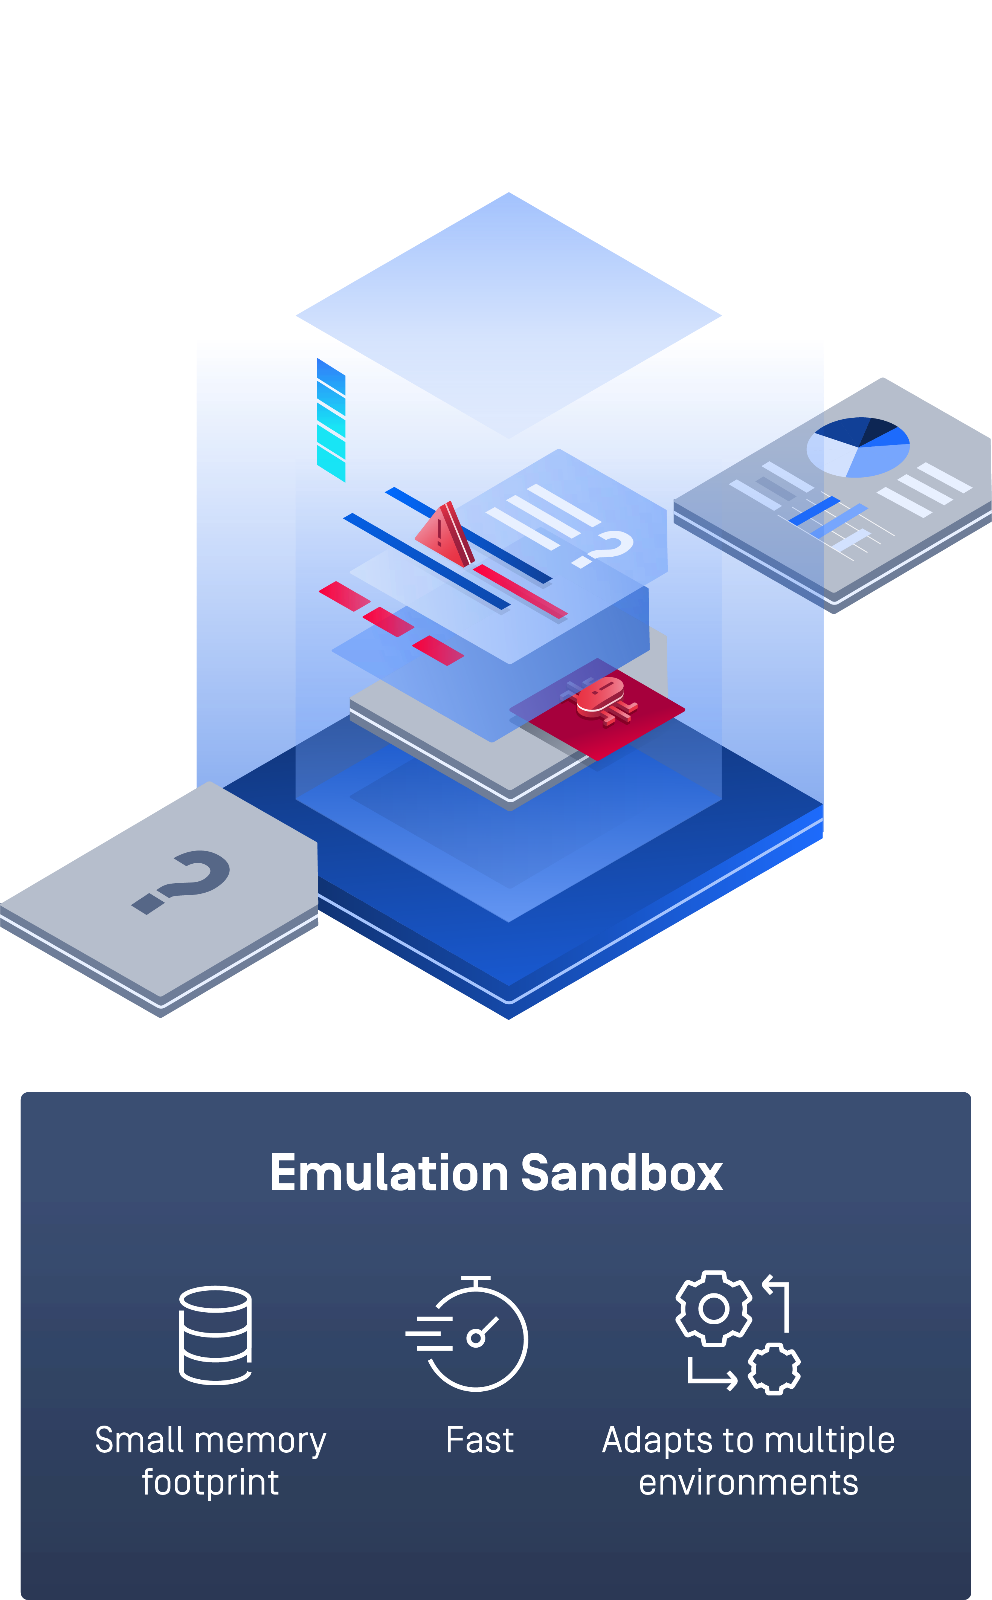 ?
!
?
Emulation Sandbox
Small memory
footprint
Fast
Adapts to multiple
environments